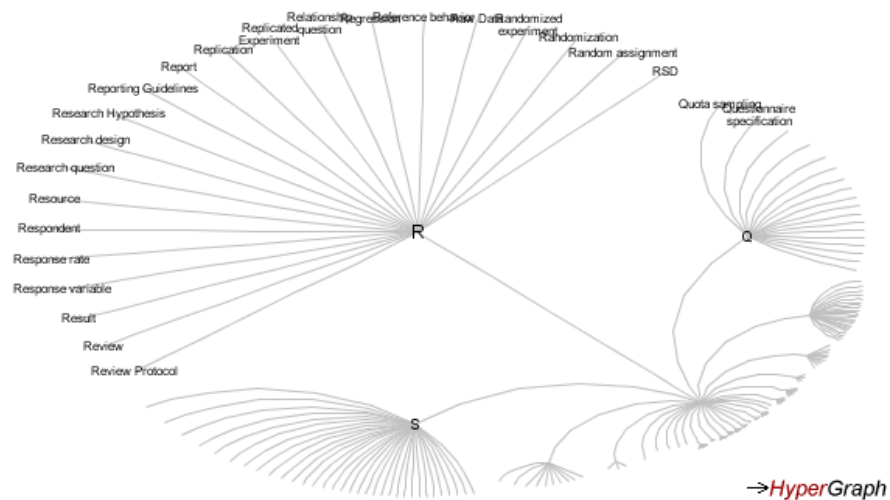 Relationship
question
Regression
Reference behavior
Raw Data
Randomized
experiment
Replicated
Experiment
Randomization
Replication
Random assignment
Report
RSD
Reporting Guidelines
Quota sampling
Questionnaire
specification
Research Hypothesis
Research design
Research question
Resource
Respondent
R
Q
Response rate
Response variable
Result
Review
Review Protocol
S
HyperGraph